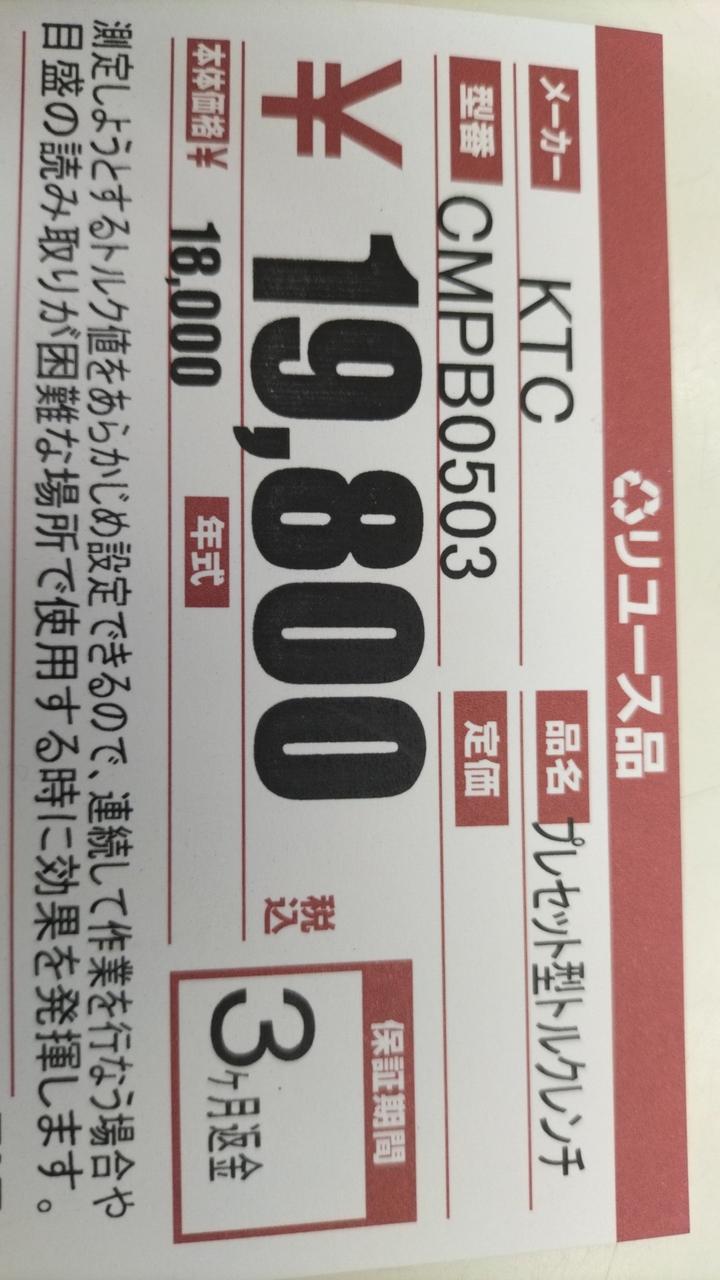 リユース品
メーカー KTC
品名 プレセット型トルクレンチ
型番 CMPB0503
定価
¥19,800 税込
本体価格¥ 18,000
年式
保証期間
3ヶ月返金
測定しようとするトルク値をあらかじめ設定できるので、連続して作業を行なう場合や
目盛の読み取りが困難な場所で使用する時に効果を発揮します。